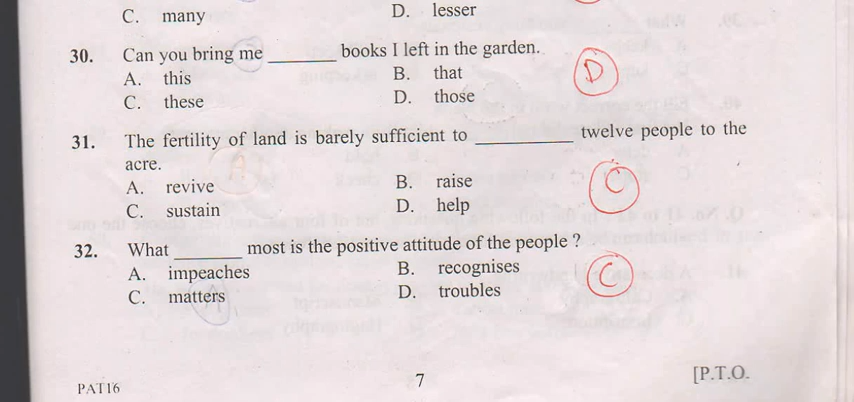 C. many D. lesser
30. Can you bring me _______ books I left in the garden.
A. this B. that D
C. these D. those
31. The fertility of land is barely sufficient to __________ twelve people to the
acre.
A. revive B. raise C
C. sustain D. help
32. What _______ most is the positive attitude of the people ?
A. impeaches B. recognises C
C. matters D. troubles
PAT16 7 [P.T.O.